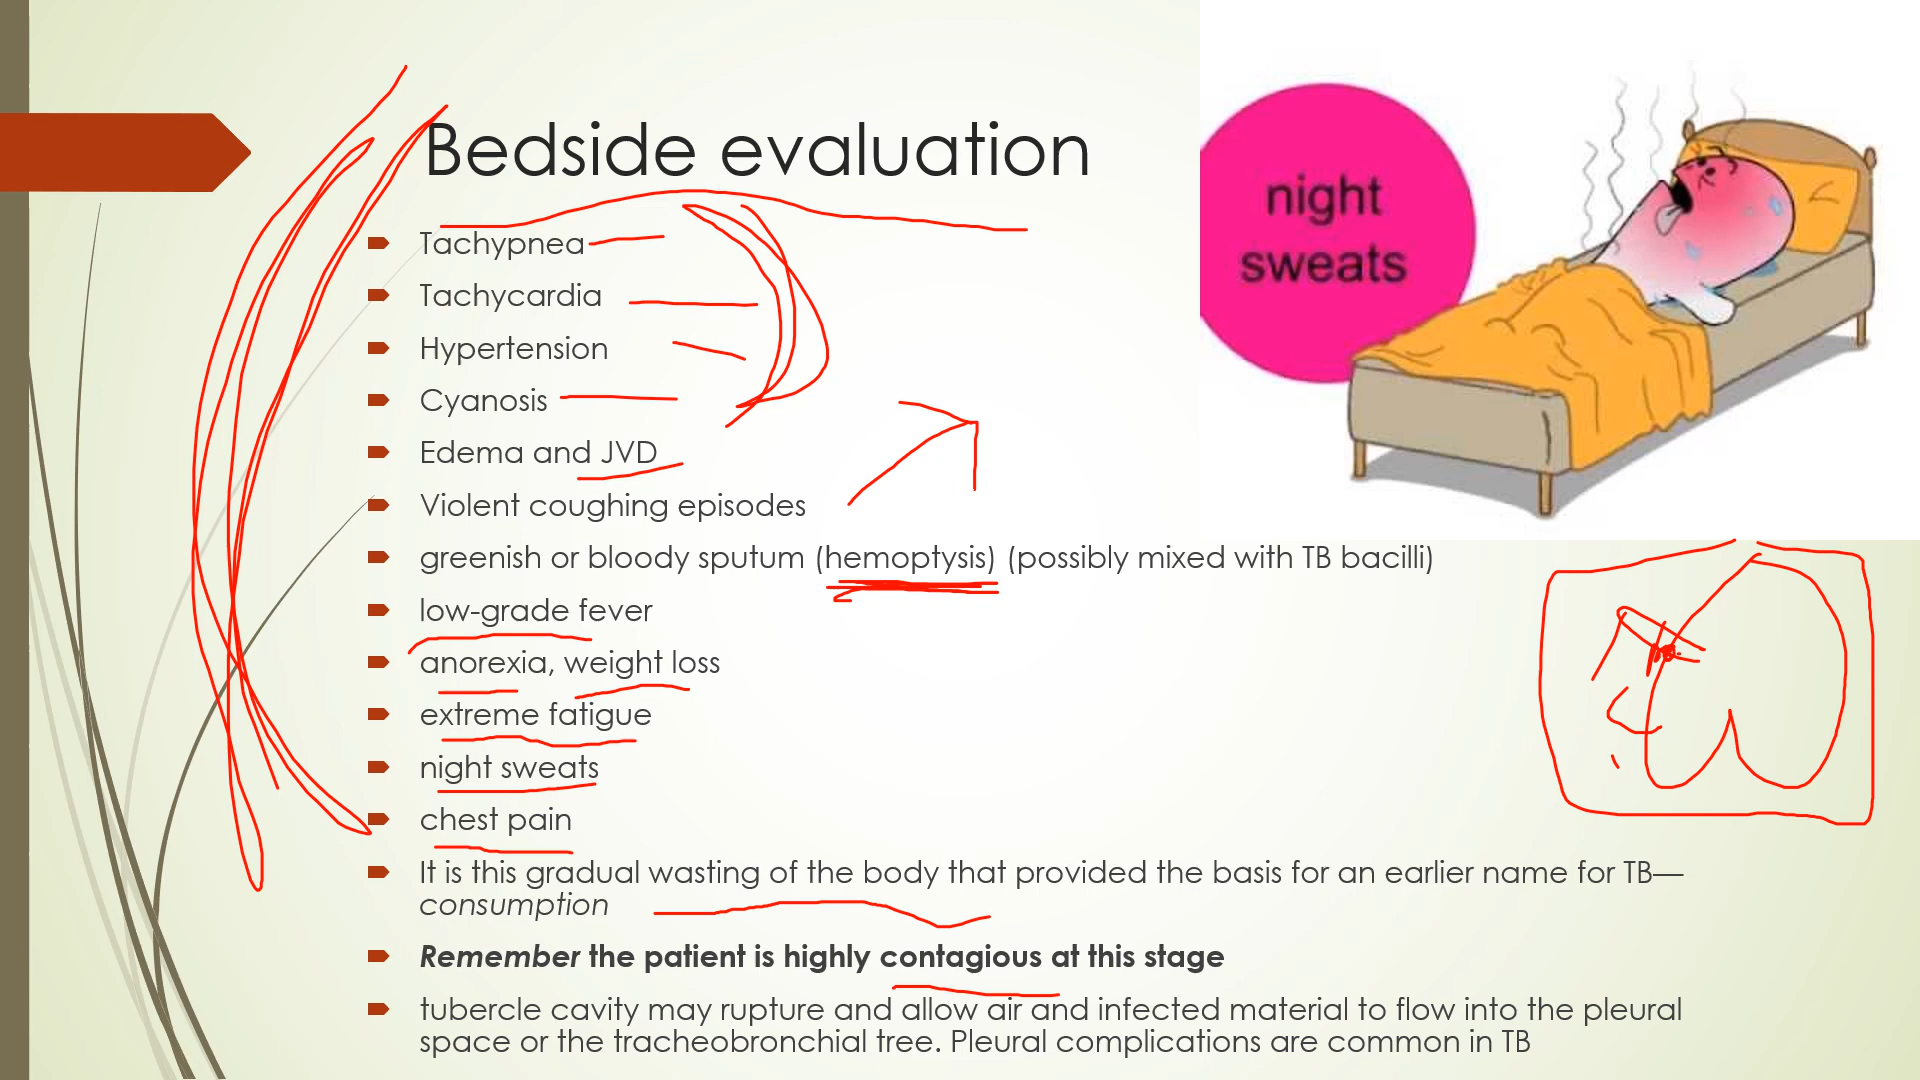 Bedside evaluation
night
sweats
Tachypnea
Tachycardia
Hypertension
Cyanosis
Edema and JVD
Violent coughing episodes
greenish or bloody sputum (hemoptysis) (possibly mixed with TB bacilli)
low-grade fever
anorexia, weight loss
extreme fatigue
night sweats
chest pain
It is this gradual wasting of the body that provided the basis for an earlier name for TB—
consumption
Remember the patient is highly contagious at this stage
tubercle cavity may rupture and allow air and infected material to flow into the pleural
space or the tracheobronchial tree. Pleural complications are common in TB